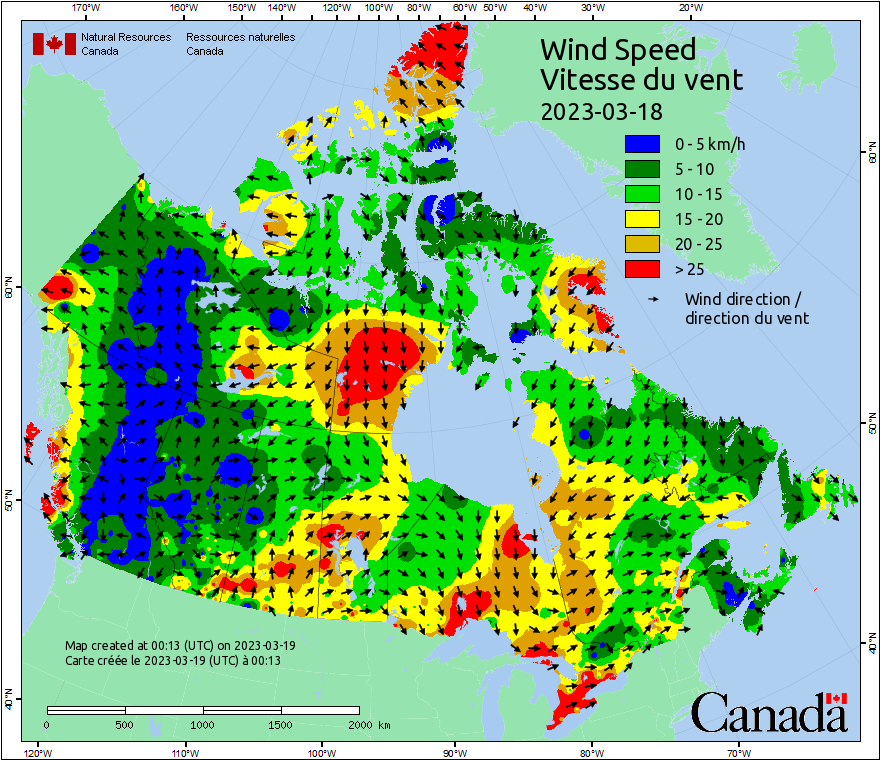 170°W 160°W 150°W 140°W 130°W 120°W 110°W 100°W 90°W 80°W 70°W 60°W 50°W 40°W 30°W 20°W
Natural Resources Canada
Ressources naturelles Canada
Wind Speed
Vitesse du vent
2023-03-18
0 - 5 km/h
5 - 10
10 - 15
15 - 20
20 - 25
> 25
Wind direction /
direction du vent
60°N
60°N
50°N
50°N
40°N
40°N
Map created at 00:13 (UTC) on 2023-03-19
Carte créée le 2023-03-19 (UTC) à 00:13
0 500 1000 1500 2000 km
Canada
120°W 110°W 100°W 90°W 80°W 70°W